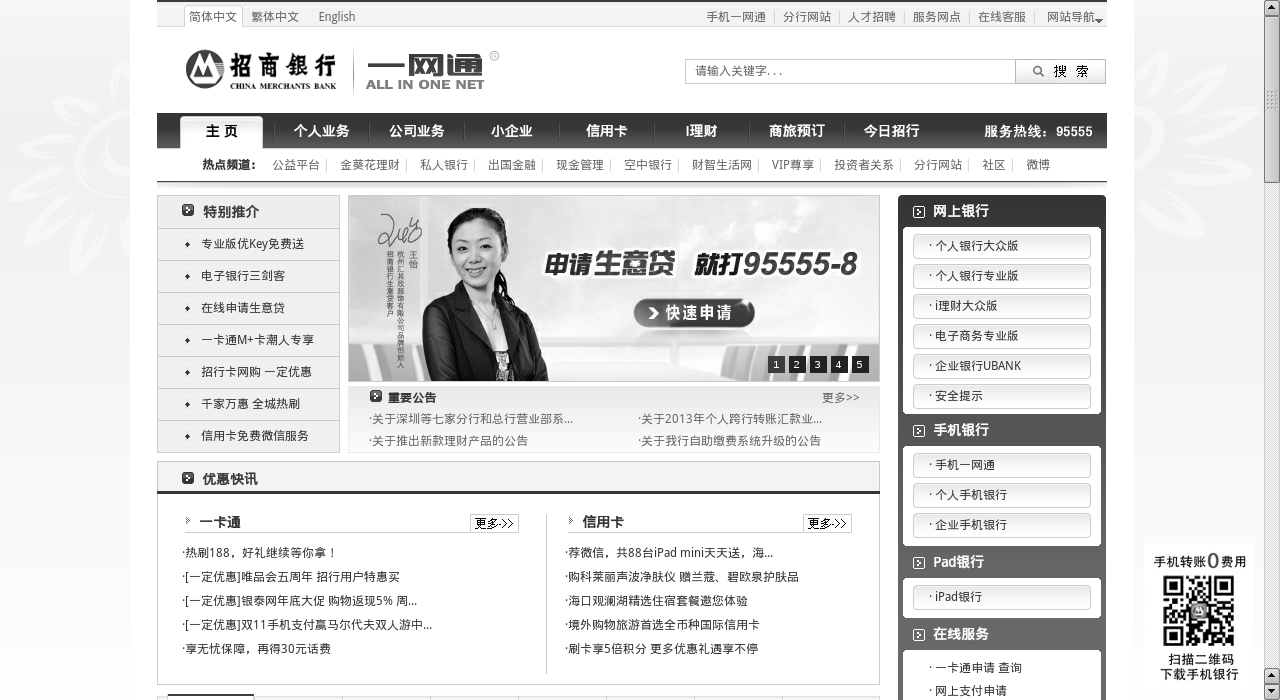 简体中文 繁体中文 English
手机一网通 分行网站 人才招聘 服务网点 在线客服 网站导航
招商银行
CHINA MERCHANTS BANK
一网通®
ALL IN ONE NET
请输入关键字...
搜 索
主 页 个人业务 公司业务 小企业 信用卡 i理财 商旅预订 今日招行 服务热线：95555
热点频道： 公益平台 金葵花理财 私人银行 出国金融 现金管理 空中银行 财智生活网 VIP尊享 投资者关系 分行网站 社区 微博
特别推介
专业版优Key免费送
电子银行三剑客
在线申请生意贷
一卡通M+卡潮人专享
招行卡网购 一定优惠
千家万惠 全城热刷
信用卡免费微信服务
王怡
杭州汇其欣服饰有限公司品牌创始人
招商银行生意贷客户
申请生意贷 就打95555-8
快速申请
1 2 3 4 5
重要公告
更多>>
·关于深圳等七家分行和总行营业部系...
·关于2013年个人跨行转账汇款业...
·关于推出新款理财产品的公告
·关于我行自助缴费系统升级的公告
优惠快讯
一卡通
更多->>
·热刷188，好礼继续等你拿！
·[一定优惠]唯品会五周年 招行用户特惠买
·[一定优惠]银泰网年底大促 购物返现5% 周...
·[一定优惠]双11手机支付赢马尔代夫双人游中...
·享无忧保障，再得30元话费
信用卡
更多->>
·荐微信，共88台iPad mini天天送，海...
·购科莱丽声波净肤仪 赠兰蔻、碧欧泉护肤品
·海口观澜湖精选住宿套餐邀您体验
·境外购物旅游首选全币种国际信用卡
·刷卡享5倍积分 更多优惠礼遇享不停
网上银行
· 个人银行大众版
· 个人银行专业版
· i理财大众版
· 电子商务专业版
· 企业银行UBANK
· 安全提示
手机银行
· 手机一网通
· 个人手机银行
· 企业手机银行
Pad银行
· iPad银行
在线服务
· 一卡通申请 查询
· 网上支付申请
手机转账0费用
扫描二维码
下载手机银行